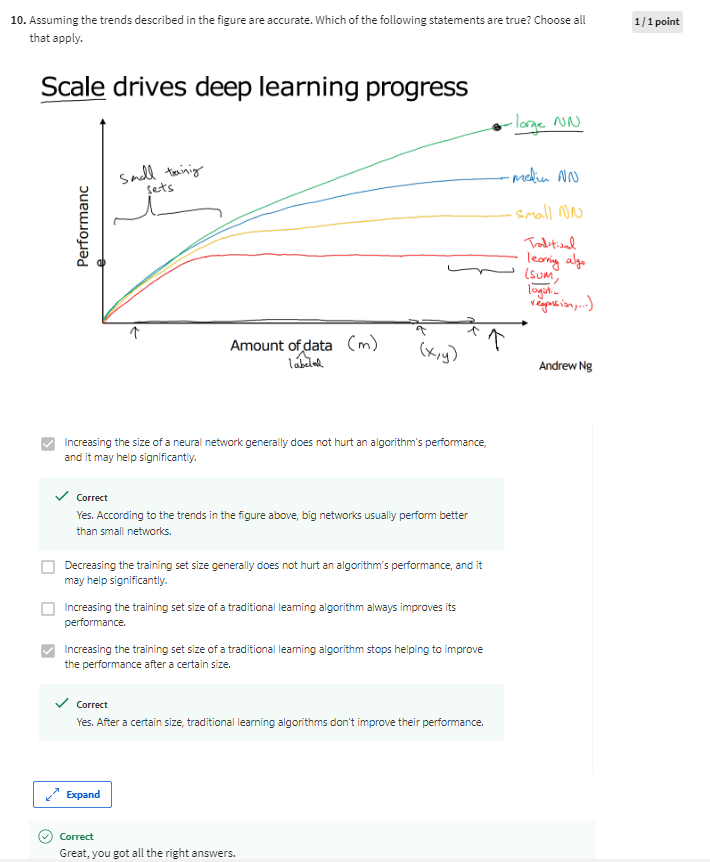 10. Assuming the trends described in the figure are accurate. Which of the following statements are true? Choose all
that apply.
1 / 1 point
Scale drives deep learning progress
large NN
small training
sets
medium NN
small NN
Performanc
Traditional
learning algo
(SVM,
logistic
regression,...)
Amount of data (m)
labeled
(x,y)
Andrew Ng
Increasing the size of a neural network generally does not hurt an algorithm's performance,
and it may help significantly.
Correct
Yes. According to the trends in the figure above, big networks usually perform better
than small networks.
Decreasing the training set size generally does not hurt an algorithm's performance, and it
may help significantly.
Increasing the training set size of a traditional learning algorithm always improves its
performance.
Increasing the training set size of a traditional learning algorithm stops helping to improve
the performance after a certain size.
Correct
Yes. After a certain size, traditional learning algorithms don't improve their performance.
Expand
Correct
Great, you got all the right answers.